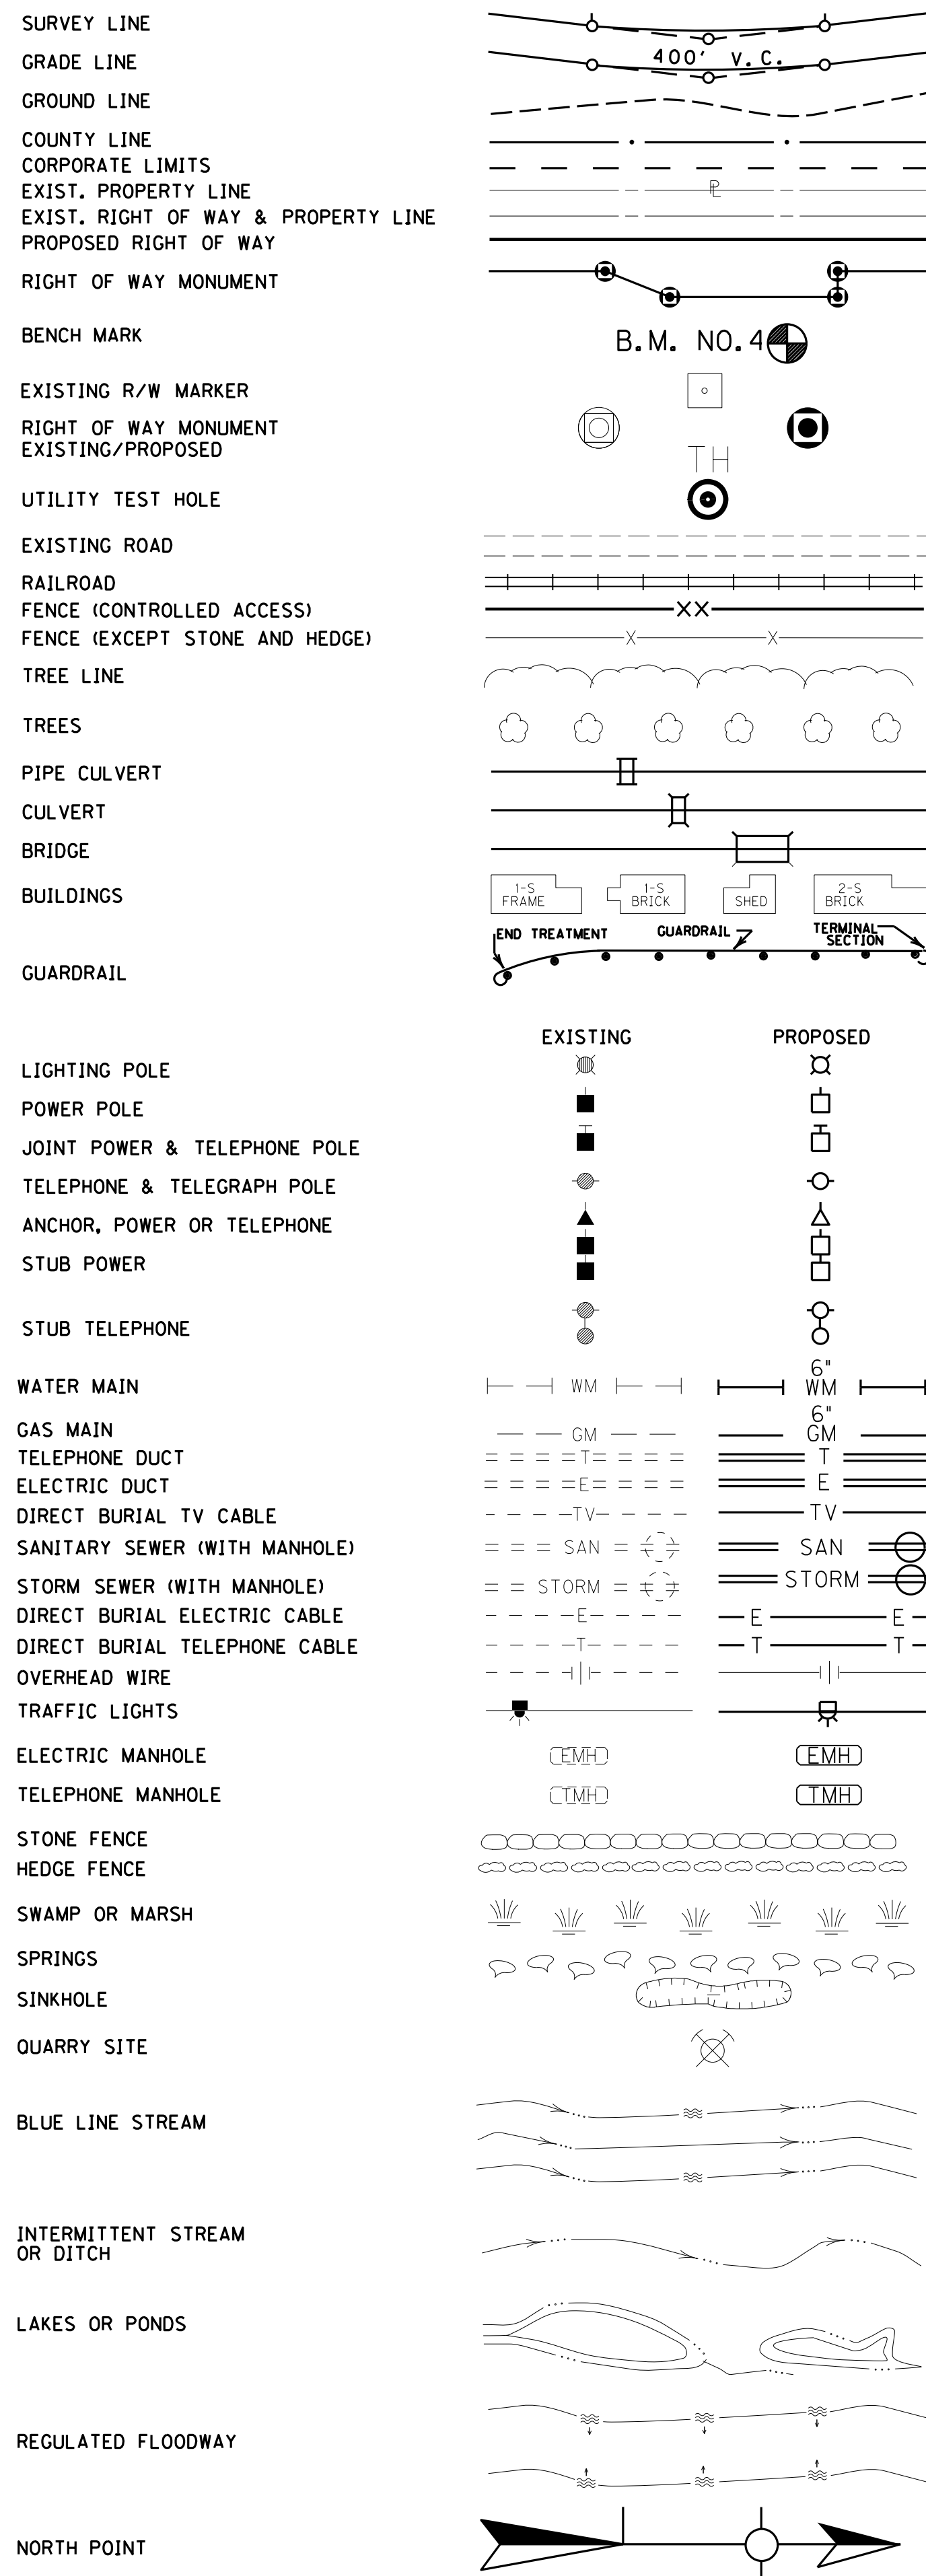 SURVEY LINE
GRADE LINE
400' V.C.
GROUND LINE
COUNTY LINE
CORPORATE LIMITS
EXIST. PROPERTY LINE
PL
EXIST. RIGHT OF WAY & PROPERTY LINE
PROPOSED RIGHT OF WAY
RIGHT OF WAY MONUMENT
BENCH MARK
B.M. NO.4
EXISTING R/W MARKER
RIGHT OF WAY MONUMENT
EXISTING/PROPOSED
TH
UTILITY TEST HOLE
EXISTING ROAD
RAILROAD
FENCE (CONTROLLED ACCESS)
XX
FENCE (EXCEPT STONE AND HEDGE)
X X
TREE LINE
TREES
PIPE CULVERT
CULVERT
BRIDGE
BUILDINGS
1-S FRAME
1-S BRICK
SHED
2-S BRICK
END TREATMENT
GUARDRAIL
TERMINAL SECTION
GUARDRAIL
EXISTING PROPOSED
LIGHTING POLE
POWER POLE
JOINT POWER & TELEPHONE POLE
TELEPHONE & TELEGRAPH POLE
ANCHOR, POWER OR TELEPHONE
STUB POWER
STUB TELEPHONE
WATER MAIN WM 6" WM
GAS MAIN GM 6" GM
TELEPHONE DUCT T T
ELECTRIC DUCT E E
DIRECT BURIAL TV CABLE TV TV
SANITARY SEWER (WITH MANHOLE) SAN SAN
STORM SEWER (WITH MANHOLE) STORM STORM
DIRECT BURIAL ELECTRIC CABLE E E E
DIRECT BURIAL TELEPHONE CABLE T T T
OVERHEAD WIRE
TRAFFIC LIGHTS
ELECTRIC MANHOLE EMH EMH
TELEPHONE MANHOLE TMH TMH
STONE FENCE
HEDGE FENCE
SWAMP OR MARSH
SPRINGS
SINKHOLE
QUARRY SITE
BLUE LINE STREAM
INTERMITTENT STREAM
OR DITCH
LAKES OR PONDS
REGULATED FLOODWAY
NORTH POINT